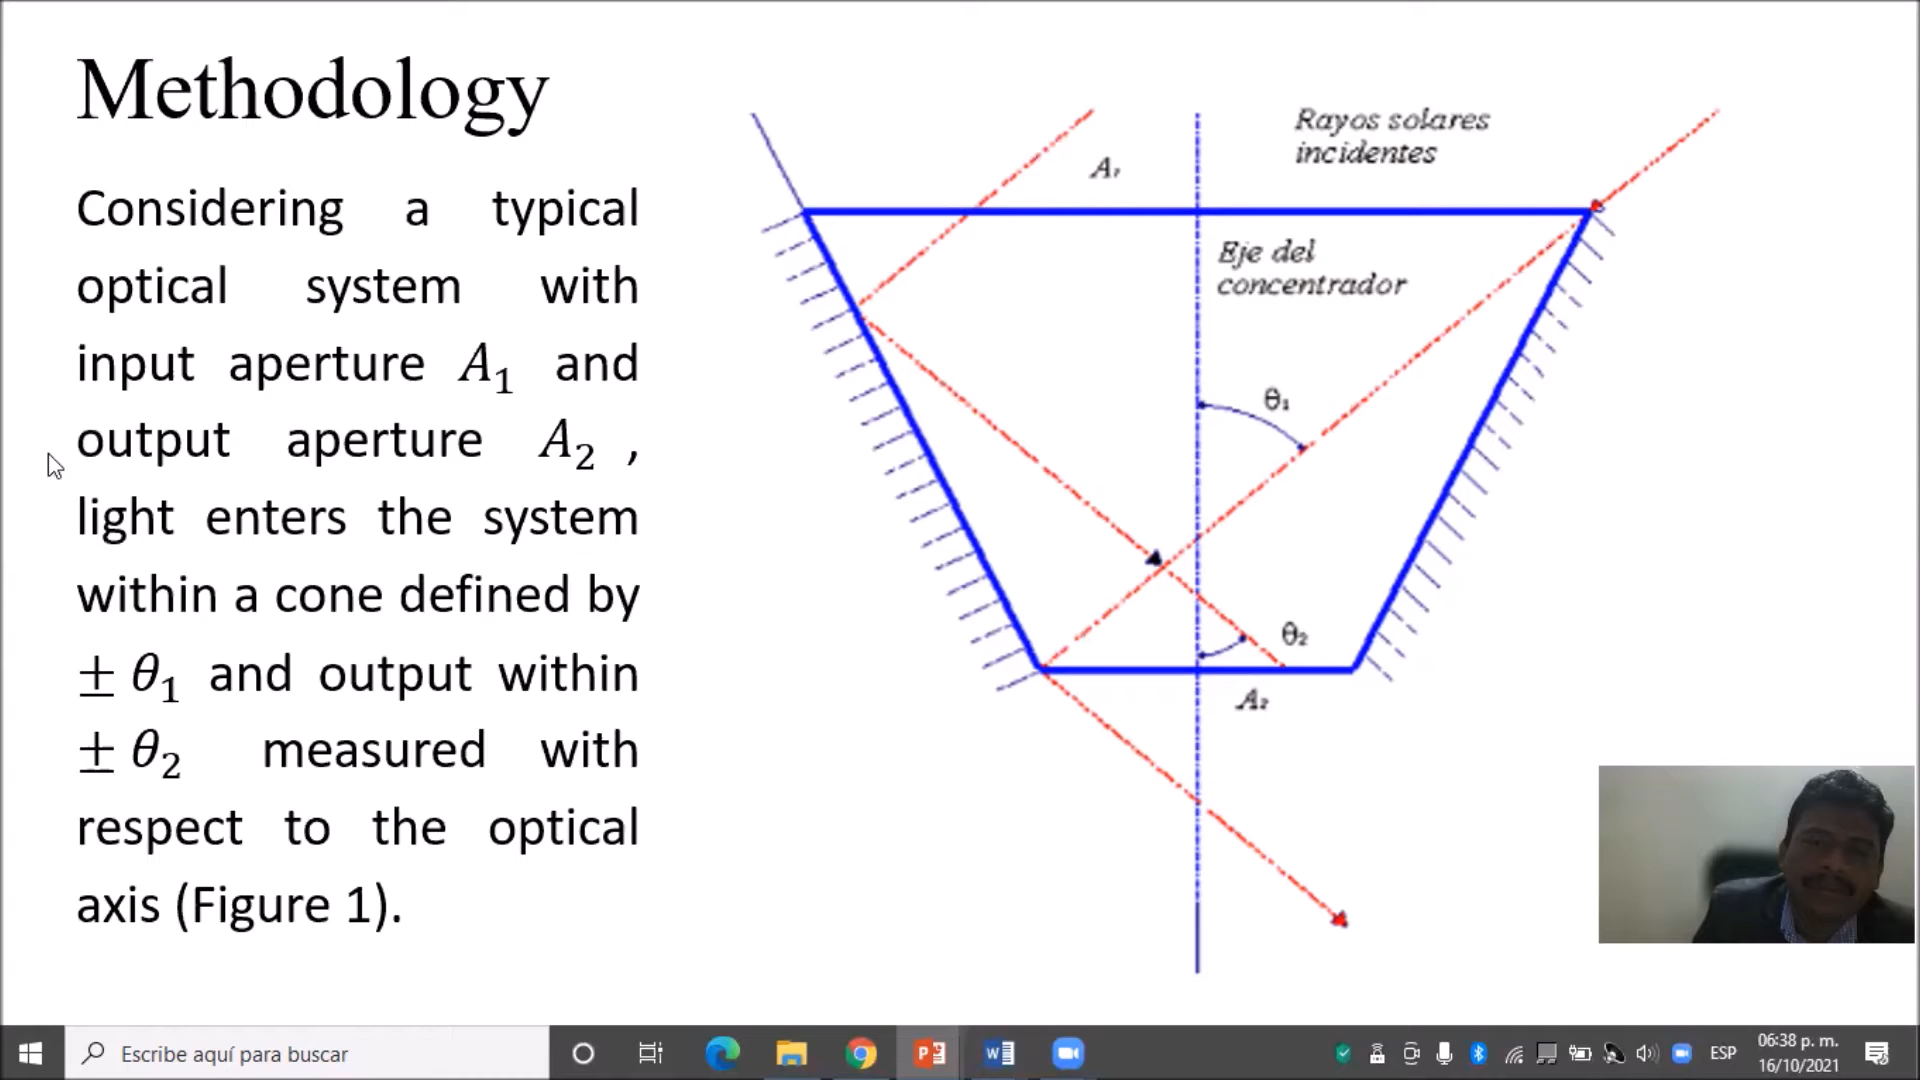 Methodology
Considering a typical
optical system with
input aperture A₁ and
output aperture A₂ ,
light enters the system
within a cone defined by
± θ₁ and output within
± θ₂ measured with
respect to the optical
axis (Figure 1).
A₁
Rayos solares
incidentes
Eje del
concentrador
θ₁
θ₂
A₂
Escribe aquí para buscar
ESP
06:38 p. m.
16/10/2021